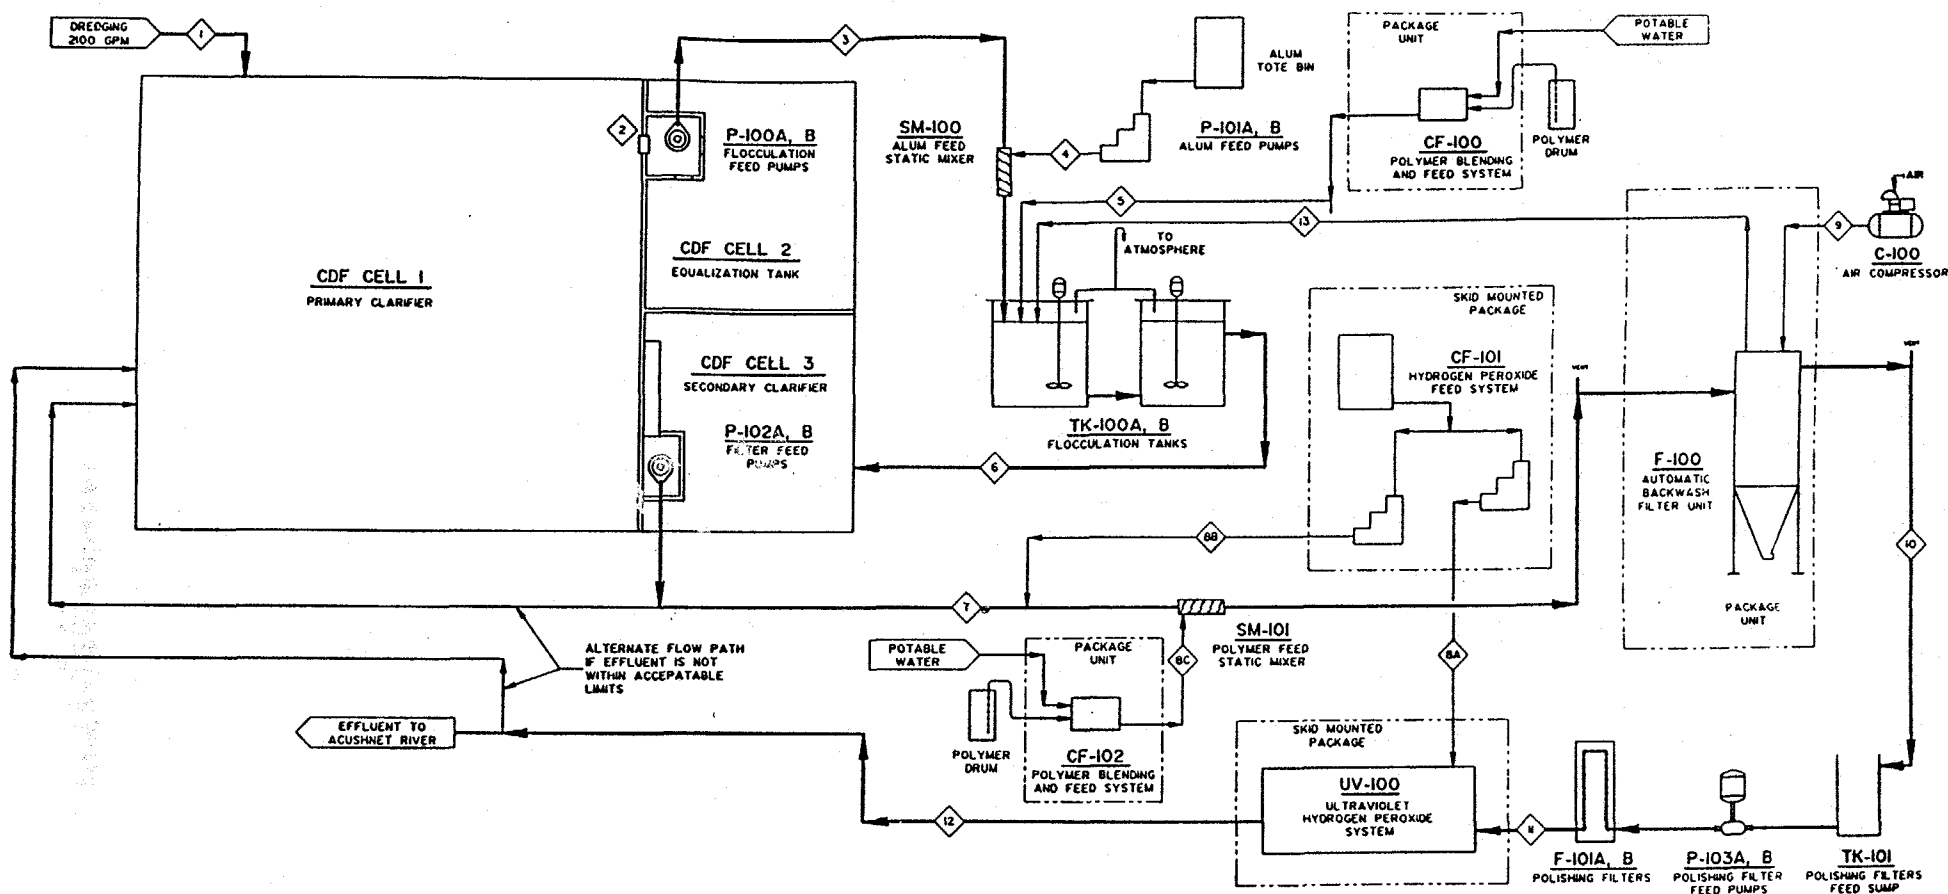 DREDGING
2100 GPM
1
3
2
P-100A, B
FLOCCULATION
FEED PUMPS
SM-100
ALUM FEED
STATIC MIXER
4
ALUM
TOTE BIN
P-101A, B
ALUM FEED PUMPS
PACKAGE
UNIT
POTABLE
WATER
CF-100
POLYMER BLENDING
AND FEED SYSTEM
POLYMER
DRUM
AIR
9
C-100
AIR COMPRESSOR
5
13
TO
ATMOSPHERE
CDF CELL 1
PRIMARY CLARIFIER
CDF CELL 2
EQUALIZATION TANK
CDF CELL 3
SECONDARY CLARIFIER
P-102A, B
FILTER FEED
PUMPS
TK-100A, B
FLOCCULATION TANKS
6
SKID MOUNTED
PACKAGE
CF-101
HYDROGEN PEROXIDE
FEED SYSTEM
VENT
VENT
F-100
AUTOMATIC
BACKWASH
FILTER UNIT
PACKAGE
UNIT
10
8B
7
SM-101
POLYMER FEED
STATIC MIXER
8A
8C
ALTERNATE FLOW PATH
IF EFFLUENT IS NOT
WITHIN ACCEPATABLE
LIMITS
POTABLE
WATER
PACKAGE
UNIT
POLYMER
DRUM
CF-102
POLYMER BLENDING
AND FEED SYSTEM
EFFLUENT TO
ACUSHNET RIVER
12
SKID MOUNTED
PACKAGE
UV-100
ULTRAVIOLET
HYDROGEN PEROXIDE
SYSTEM
11
F-101A, B
POLISHING FILTERS
P-103A, B
POLISHING FILTER
FEED PUMPS
TK-101
POLISHING FILTERS
FEED SUMP